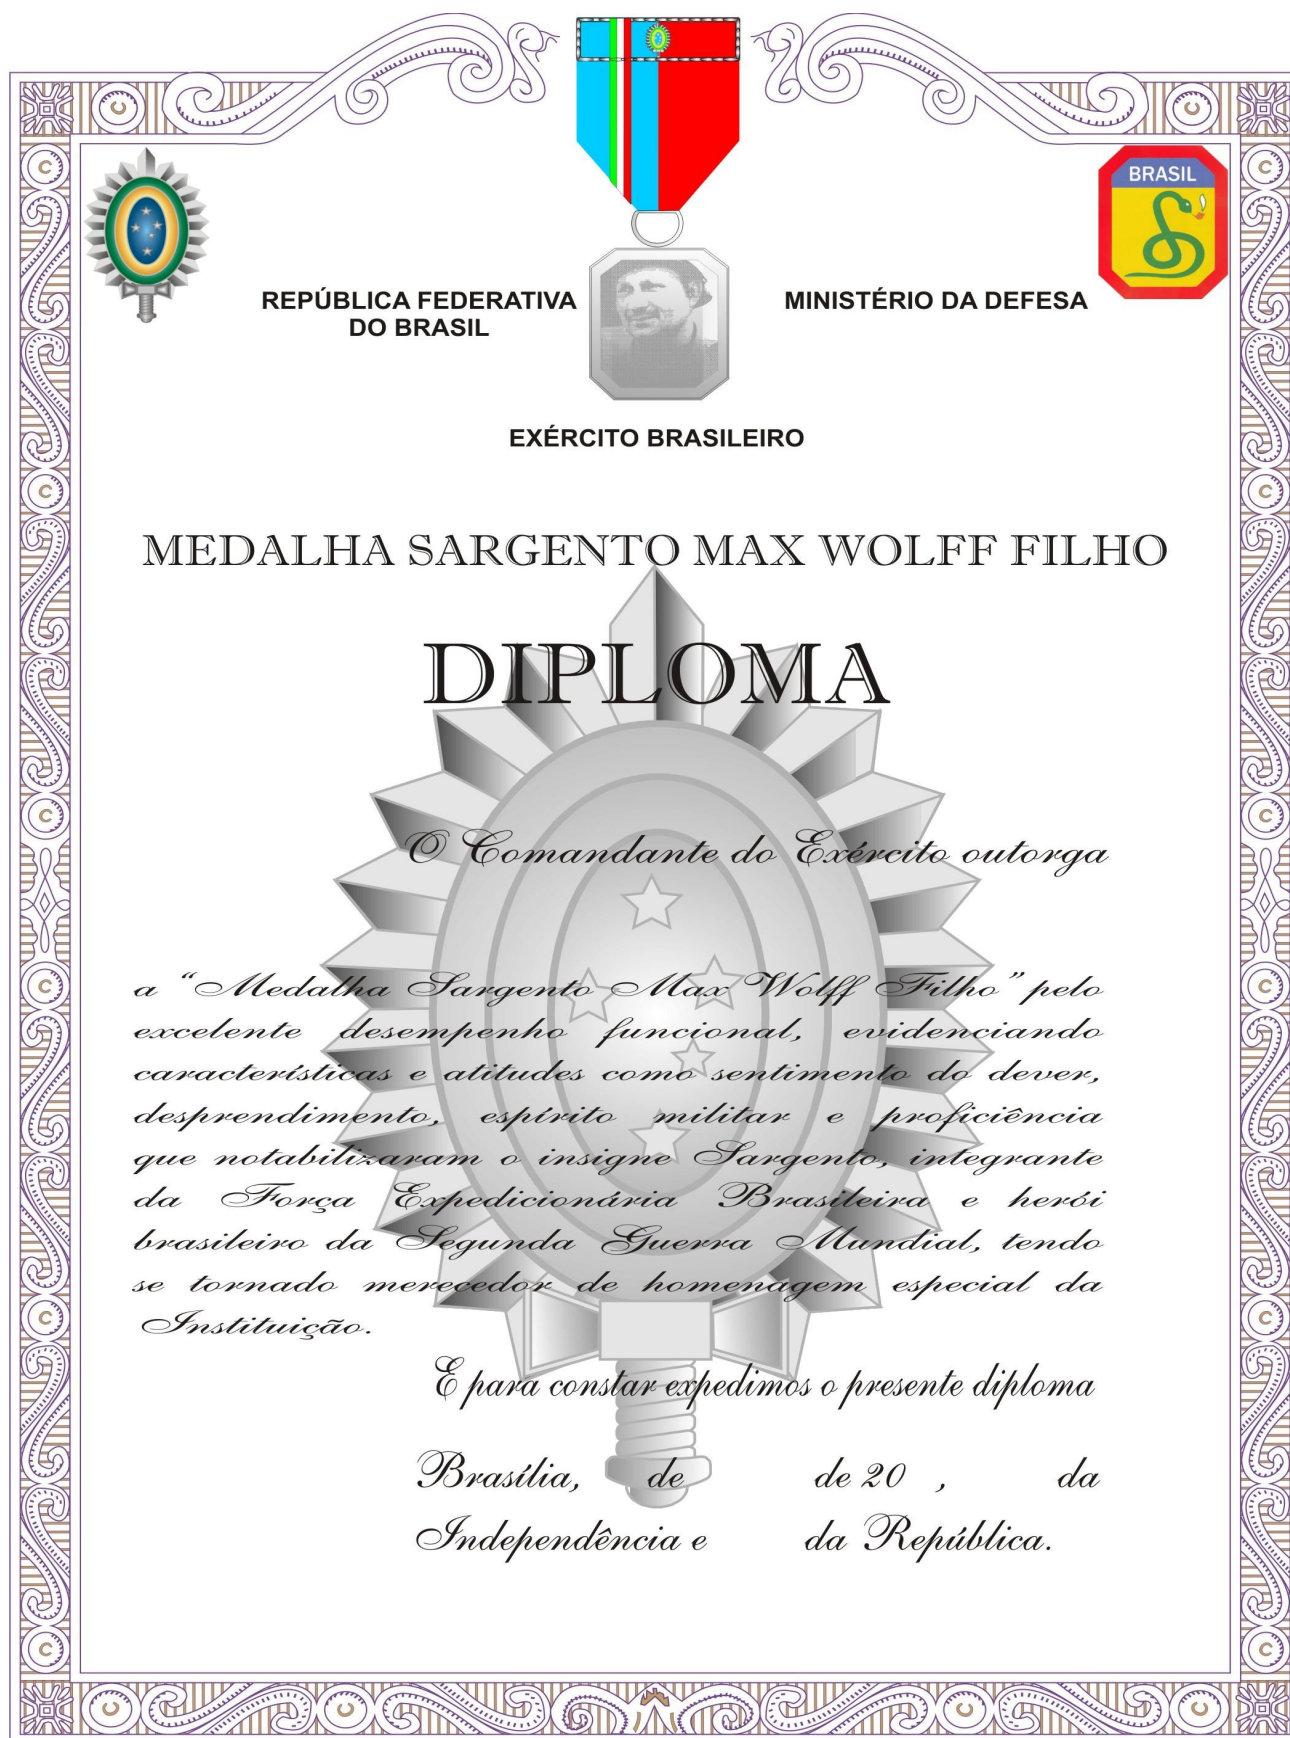 BRASIL
REPÚBLICA FEDERATIVA
DO BRASIL
MINISTÉRIO DA DEFESA
EXÉRCITO BRASILEIRO
MEDALHA SARGENTO MAX WOLFF FILHO
DIPLOMA
O Comandante do Exército outorga
a “Medalha Sargento Max Wolff Filho” pelo
excelente desempenho funcional, evidenciando
características e atitudes como sentimento do dever,
desprendimento, espírito militar e proficiência
que notabilizaram o insigne Sargento, integrante
da Força Expedicionária Brasileira e herói
brasileiro da Segunda Guerra Mundial, tendo
se tornado merecedor de homenagem especial da
Instituição.
E para constar expedimos o presente diploma
Brasília, de de 20 , da
Independência e da República.